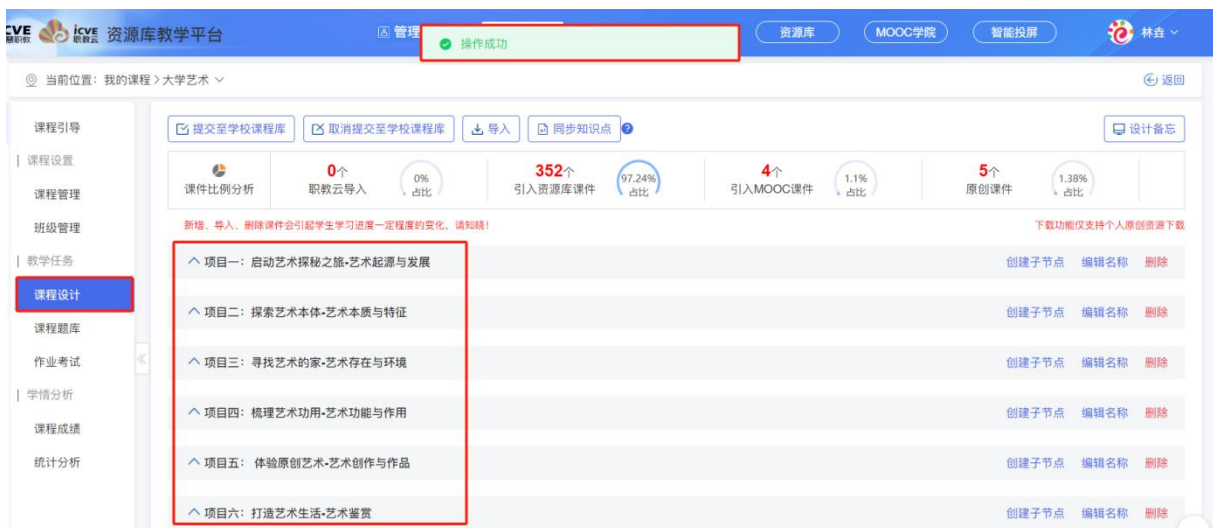 icve 资源库教学平台
管理
操作成功
资源库
MOOC学院
智能投屏
林垚
当前位置：我的课程 > 大学艺术
返回
课程引导
课程设置
课程管理
班级管理
教学任务
课程设计
课程题库
作业考试
学情分析
课程成绩
统计分析
提交至学校课程库
取消提交至学校课程库
导入
同步知识点
设计备忘
课件比例分析
0个
职教云导入
0%
占比
352个
引入资源库课件
97.24%
占比
4个
引入MOOC课件
1.1%
占比
5个
原创课件
1.38%
占比
新增、导入、删除课件会引起学生学习进度一定程度的变化，请知晓！
下载功能仅支持个人原创资源下载
项目一：启动艺术探秘之旅-艺术起源与发展 创建子节点 编辑名称 删除
项目二：探索艺术本体-艺术本质与特征 创建子节点 编辑名称 删除
项目三：寻找艺术的家-艺术存在与环境 创建子节点 编辑名称 删除
项目四：梳理艺术功用-艺术功能与作用 创建子节点 编辑名称 删除
项目五： 体验原创艺术-艺术创作与作品 创建子节点 编辑名称 删除
项目六：打造艺术生活-艺术鉴赏 创建子节点 编辑名称 删除